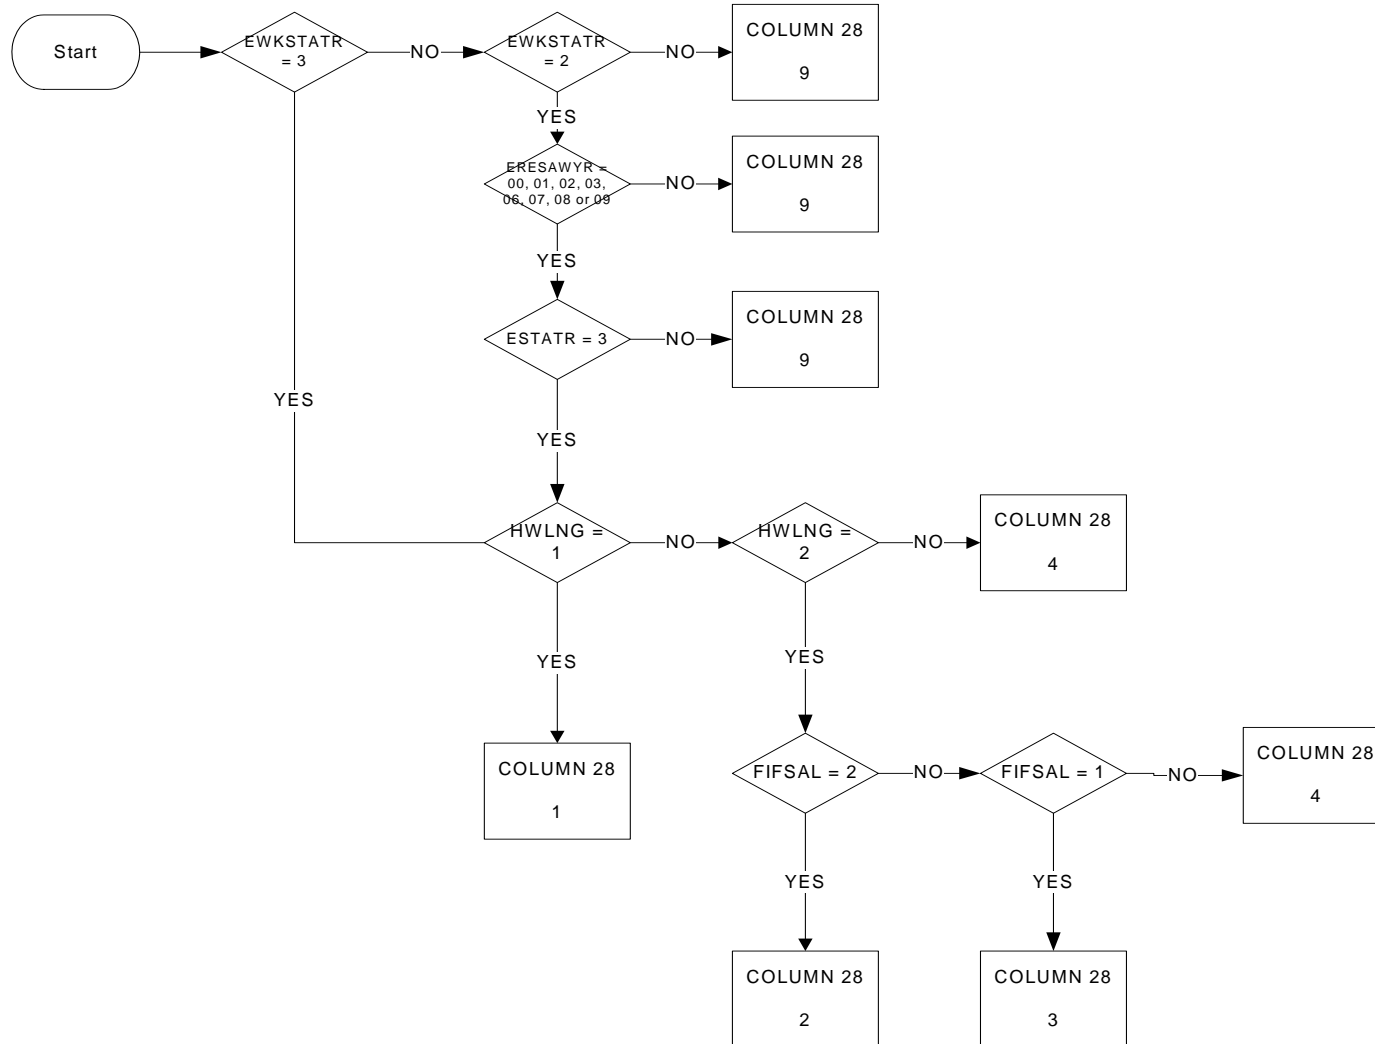 Start
EWKSTATR
= 3
NO
EWKSTATR
= 2
NO
COLUMN 28
9
YES
ERESAWYR =
00, 01, 02, 03,
06, 07, 08 or 09
NO
COLUMN 28
9
YES
ESTATR = 3
NO
COLUMN 28
9
YES
YES
HWLNG =
1
NO
HWLNG =
2
NO
COLUMN 28
4
YES
YES
COLUMN 28
1
FIFSAL = 2
NO
FIFSAL = 1
NO
COLUMN 28
4
YES
YES
COLUMN 28
2
COLUMN 28
3